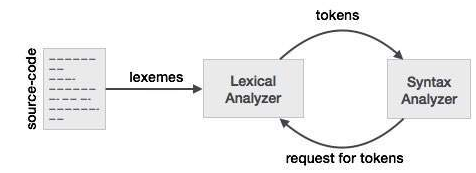 tokens
source-code
lexemes
Lexical
Analyzer
Syntax
Analyzer
request for tokens